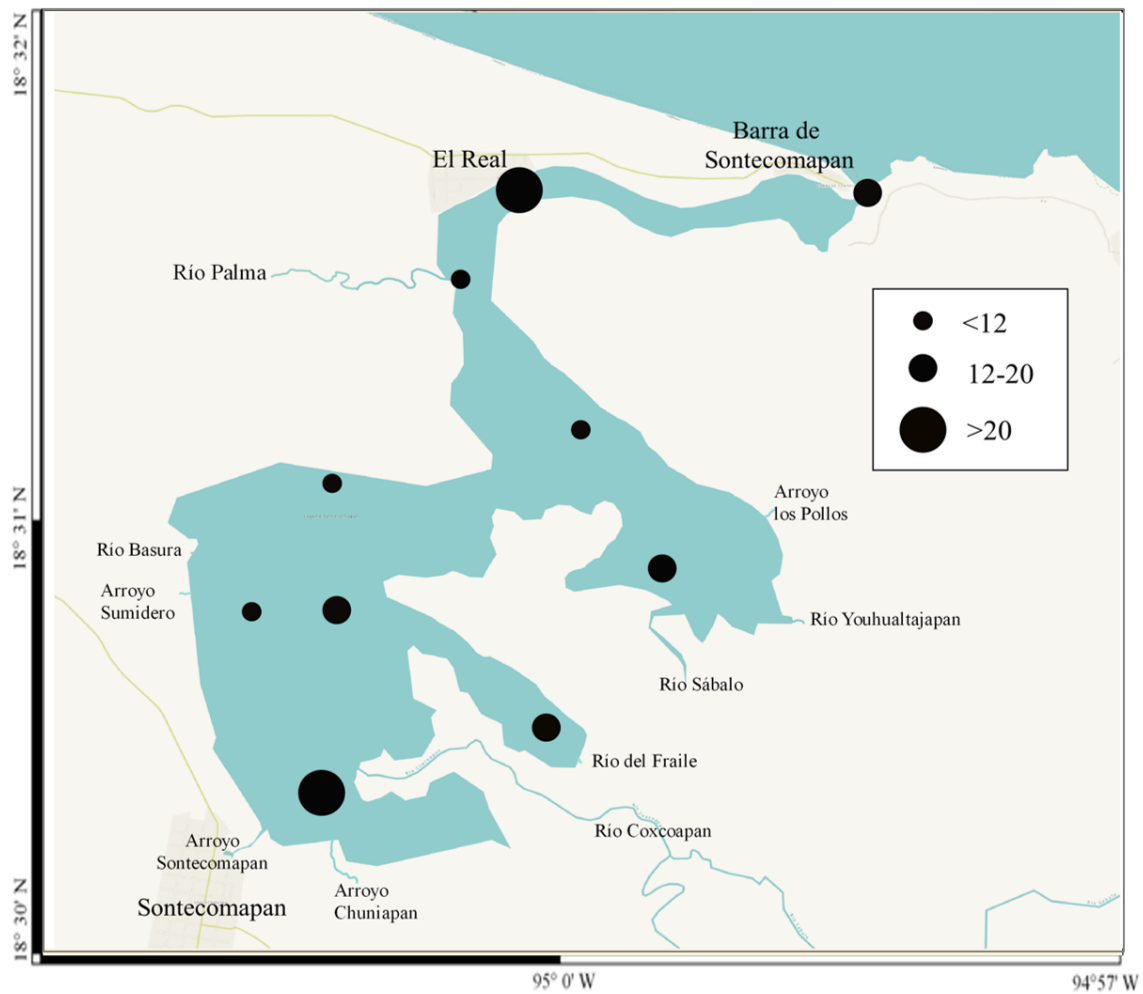 18° 32' N
Barra de
Sontecomapan
El Real
Río Palma
<12
12-20
>20
18° 31' N
Arroyo
los Pollos
Río Basura
Arroyo
Sumidero
Río Youhualtajapan
Río Sábalo
Río del Fraile
Río Coxcoapan
Arroyo
Sontecomapan
Arroyo
Chuniapan
Sontecomapan
18° 30' N
95° 0' W
94°57' W